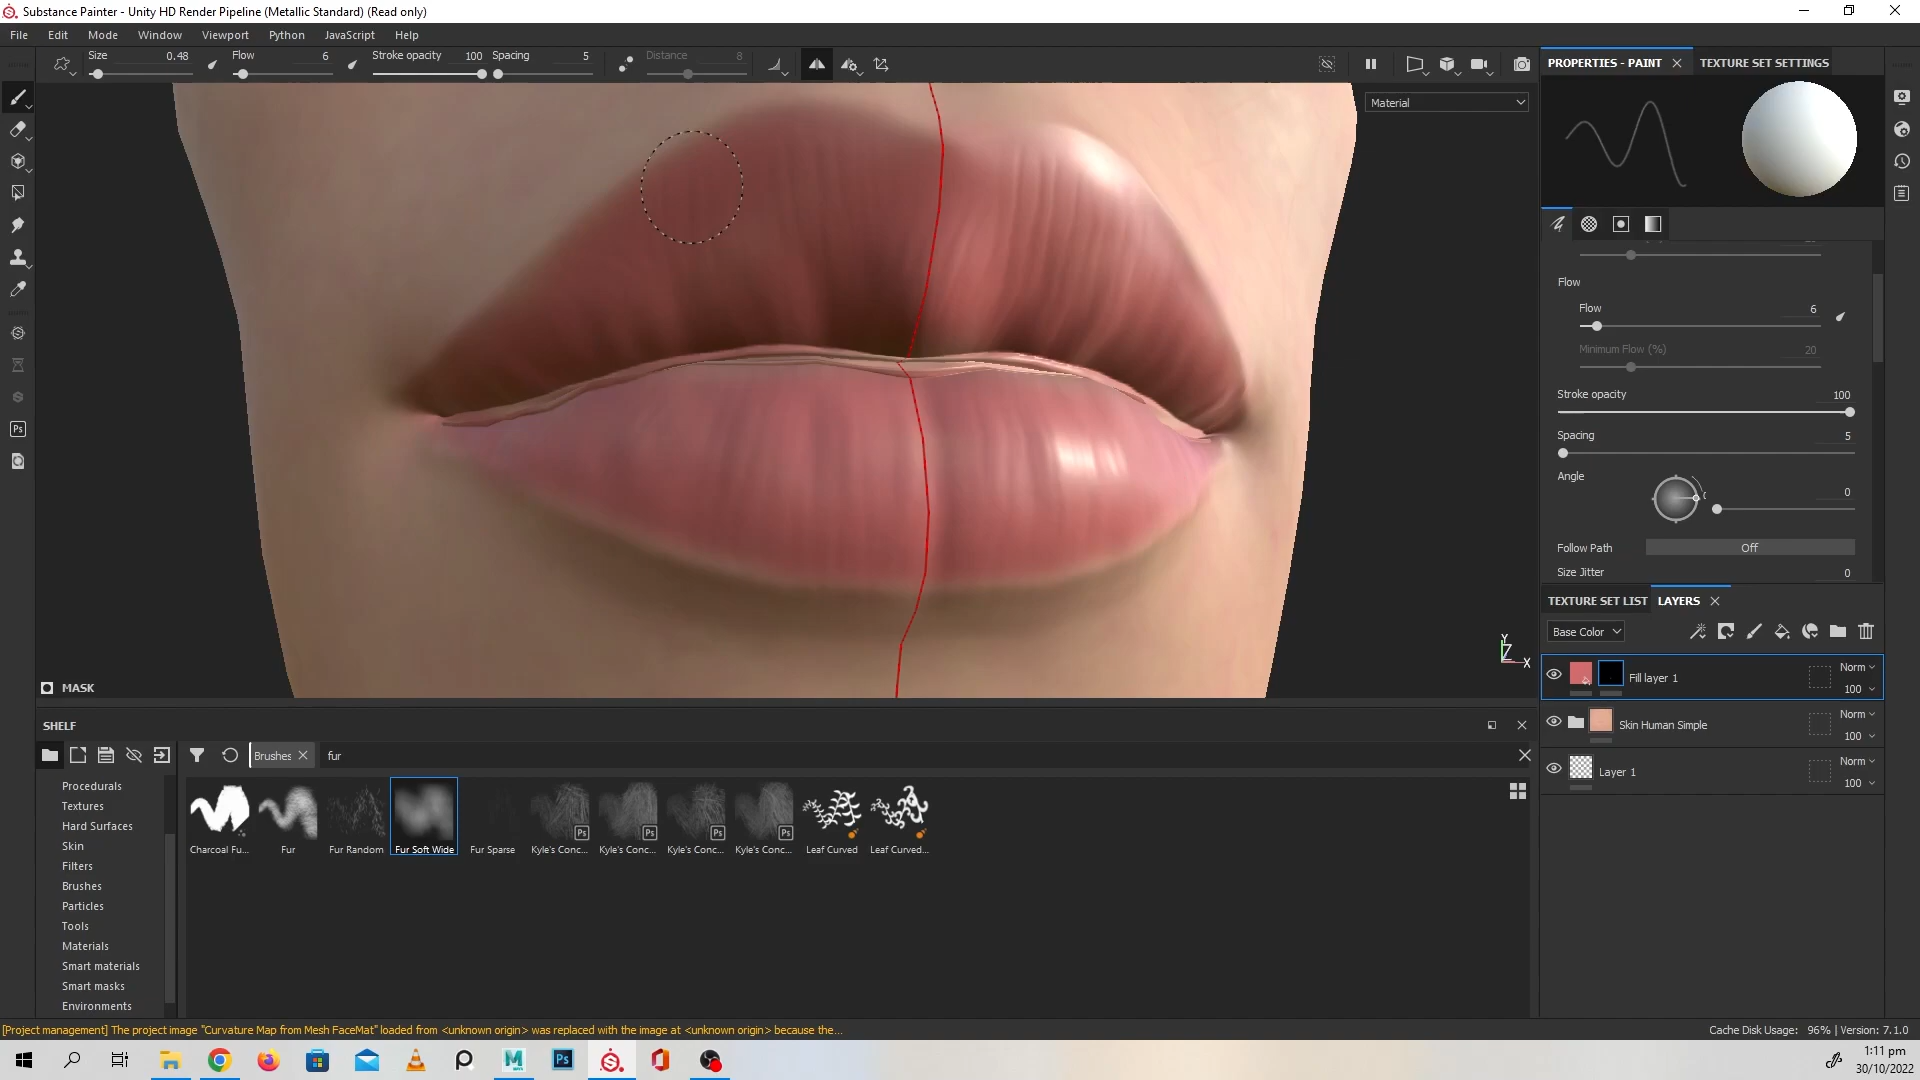 Substance Painter - Unity HD Render Pipeline (Metallic Standard) (Read only)
File Edit Mode Window Viewport Python JavaScript Help
Size 0.48 Flow 6 Stroke opacity 100 Spacing 5 Distance 8
PROPERTIES - PAINT TEXTURE SET SETTINGS
Material
Flow
Flow 6
Minimum Flow (%) 20
Stroke opacity 100
Spacing 5
Angle
0
Follow Path Off
Size Jitter 0
TEXTURE SET LIST LAYERS
Base Color
Y
Z
X
Norm
Fill layer 1
100
Norm
Skin Human Simple
100
Norm
Layer 1
100
MASK
SHELF
Brushes fur
Procedurals
Textures
Hard Surfaces
Skin
Filters
Brushes
Particles
Tools
Materials
Smart materials
Smart masks
Environments
Ps
Ps Ps Ps Ps
Charcoal Fu... Fur Fur Random Fur Soft Wide Fur Sparse Kyle's Conc... Kyle's Conc... Kyle's Conc... Kyle's Conc... Leaf Curved Leaf Curved...
[Project management] The project image "Curvature Map from Mesh FaceMat" loaded from <unknown origin> was replaced with the image at <unknown origin> because the...
Cache Disk Usage: 96% | Version: 7.1.0
M Ps
1:11 pm
30/10/2022